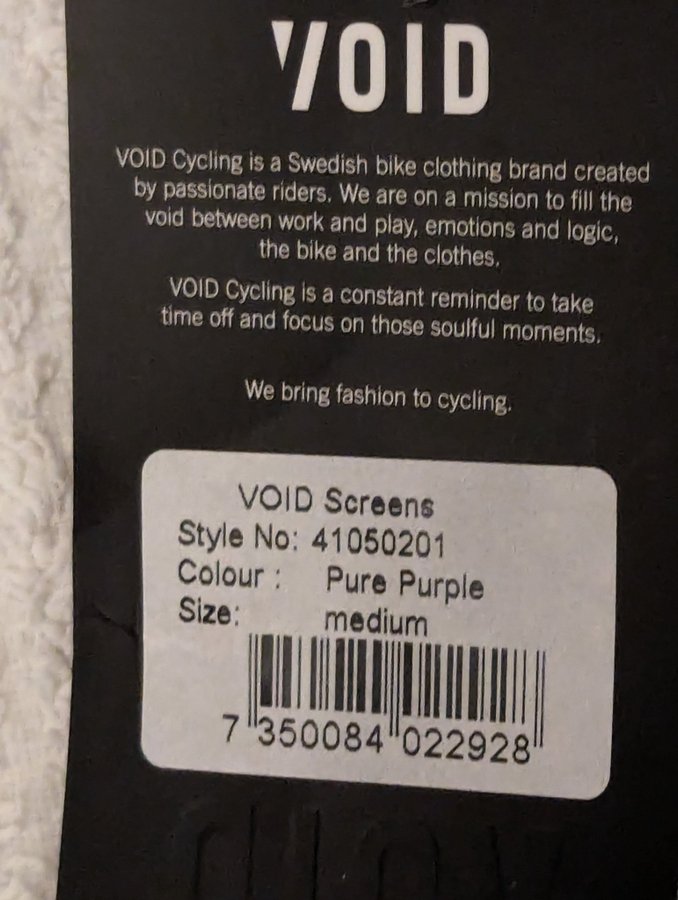 VOID
VOID Cycling is a Swedish bike clothing brand created
by passionate riders. We are on a mission to fill the
void between work and play, emotions and logic,
the bike and the clothes.
VOID Cycling is a constant reminder to take
time off and focus on those soulful moments.
We bring fashion to cycling.
VOID Screens
Style No: 41050201
Colour : Pure Purple
Size: medium
7 350084 022928